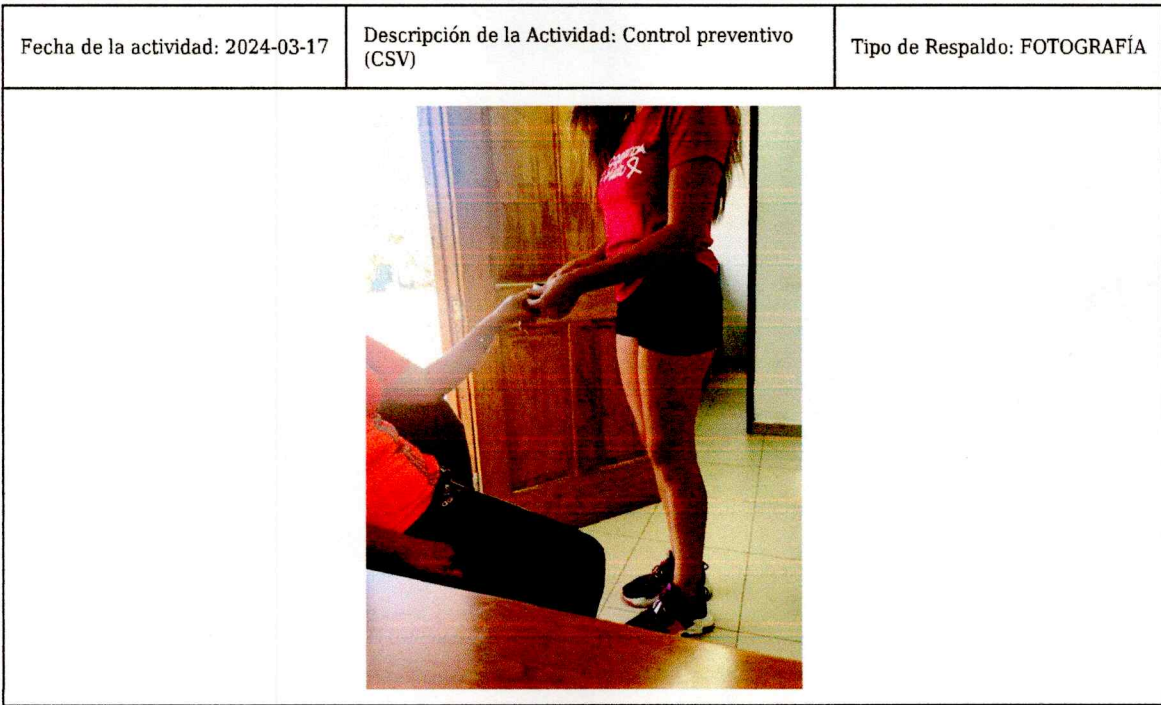 Fecha de la actividad: 2024-03-17
Descripción de la Actividad: Control preventivo
(CSV)
Tipo de Respaldo: FOTOGRAFÍA